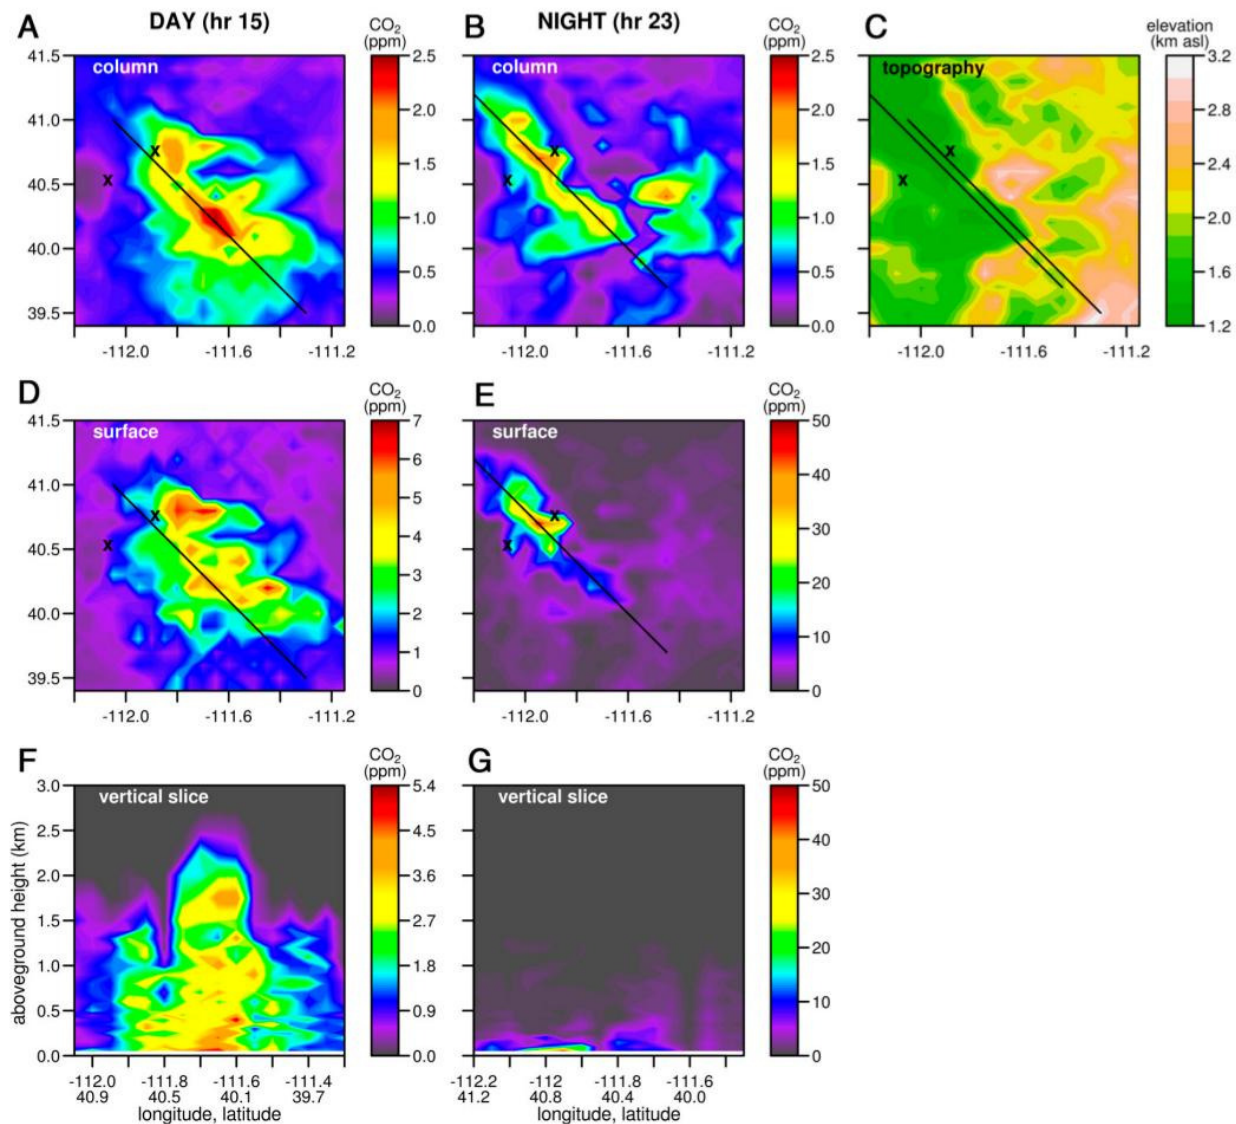 A DAY (hr 15) CO2 (ppm)
B NIGHT (hr 23) CO2 (ppm)
C elevation (km asl)
column
41.5
41.0
40.5
40.0
39.5
-112.0 -111.6 -111.2
x
x
2.5
2.0
1.5
1.0
0.5
0.0
column
-112.0 -111.6 -111.2
x
x
2.5
2.0
1.5
1.0
0.5
0.0
topography
-112.0 -111.6 -111.2
x
x
3.2
2.8
2.4
2.0
1.6
1.2
D CO2 (ppm)
surface
41.5
41.0
40.5
40.0
39.5
-112.0 -111.6 -111.2
x
x
7
6
5
4
3
2
1
0
E CO2 (ppm)
surface
-112.0 -111.6 -111.2
x
x
50
40
30
20
10
0
F CO2 (ppm)
vertical slice
aboveground height (km)
3.0
2.5
2.0
1.5
1.0
0.5
0.0
-112.0 -111.8 -111.6 -111.4
40.9 40.5 40.1 39.7
longitude, latitude
5.4
4.5
3.6
2.7
1.8
0.9
0.0
G CO2 (ppm)
vertical slice
-112.2 -112 -111.8 -111.6
41.2 40.8 40.4 40.0
longitude, latitude
50
40
30
20
10
0